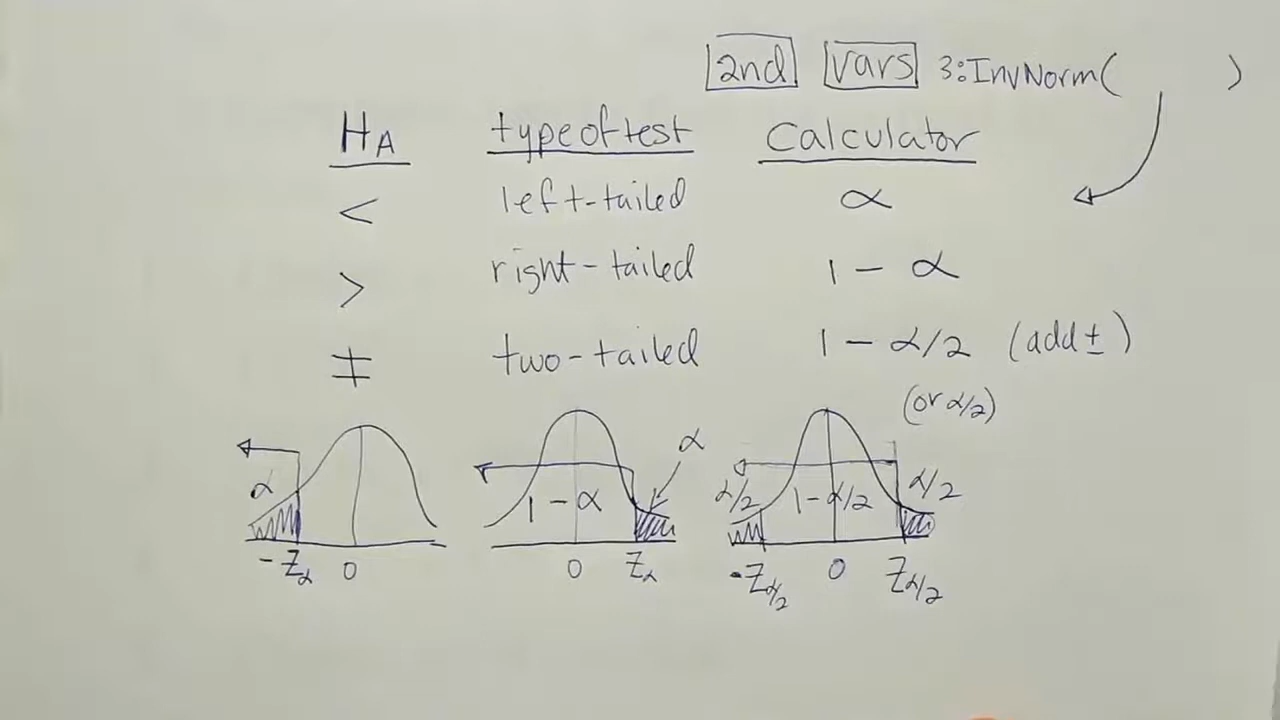 2nd vars 3:InvNorm( )
HA type of test Calculator
< left-tailed α
> right-tailed 1 - α
≠ two-tailed 1 - α/2 (add ±)
(or α/2)
α 1 - α α α/2 1-α/2 α/2
-Zα 0 0 Zα -Zα/2 0 Zα/2